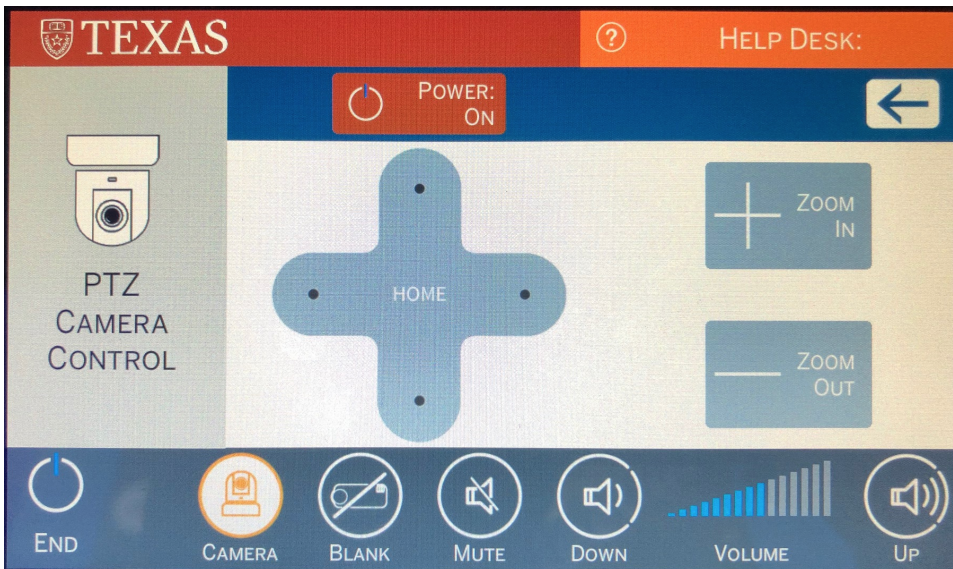 TEXAS
? HELP DESK:
POWER:
ON
PTZ
CAMERA
CONTROL
HOME
ZOOM
IN
ZOOM
OUT
END
CAMERA
BLANK
MUTE
DOWN
VOLUME
UP